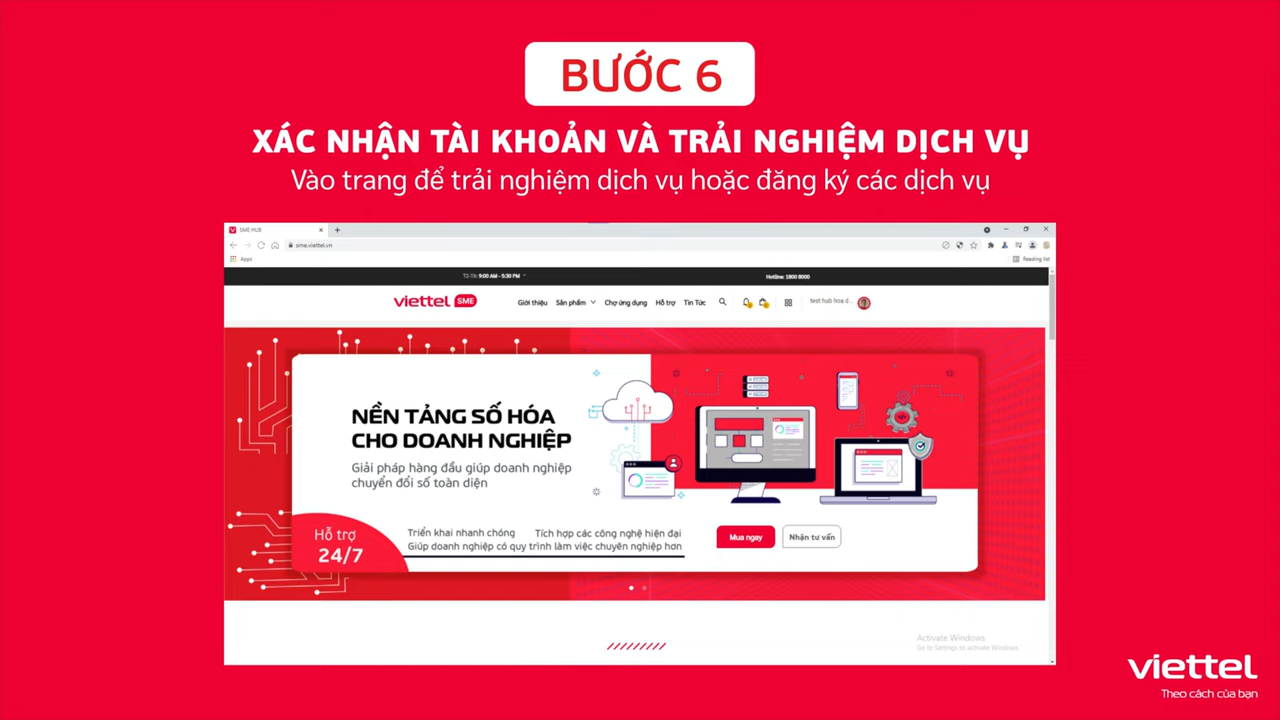 BƯỚC 6
XÁC NHẬN TÀI KHOẢN VÀ TRẢI NGHIỆM DỊCH VỤ
Vào trang để trải nghiệm dịch vụ hoặc đăng ký các dịch vụ
SME HUB
sme.viettel.vn
Apps
Reading list
T2-T6: 9:00 AM - 5:30 PM
Hotline: 1800 8000
viettel SME
Giới thiệu Sản phẩm Chợ ứng dụng Hỗ trợ Tin Tức
test hub hoa d...
NỀN TẢNG SỐ HÓA
CHO DOANH NGHIỆP
Giải pháp hàng đầu giúp doanh nghiệp
chuyển đổi số toàn diện
Hỗ trợ
24/7
Triển khai nhanh chóng Tích hợp các công nghệ hiện đại
Giúp doanh nghiệp có quy trình làm việc chuyên nghiệp hơn
Mua ngay
Nhận tư vấn
Activate Windows
Go to Settings to activate Windows
viettel
Theo cách của bạn